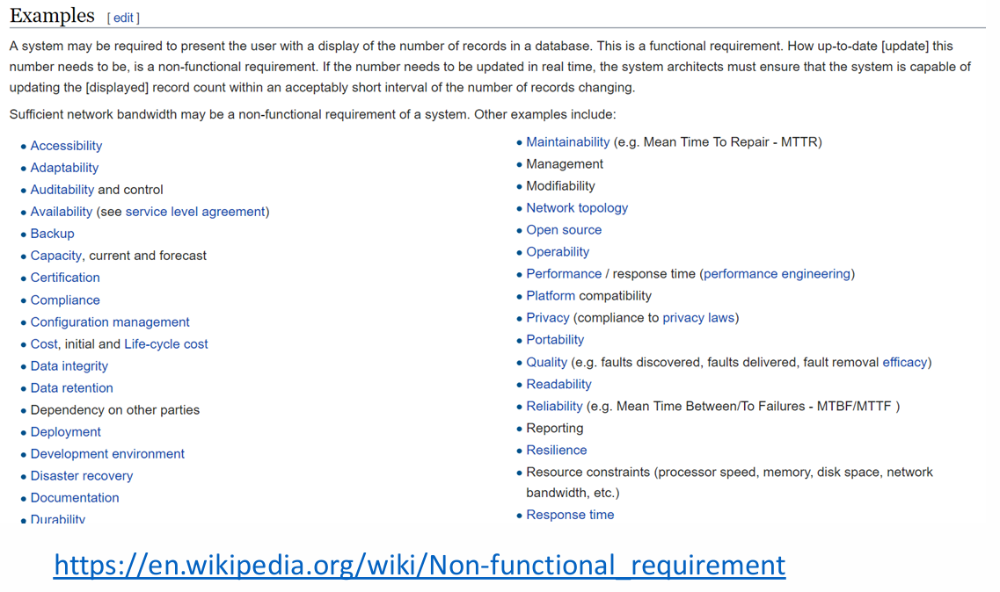 Examples [ edit ]
A system may be required to present the user with a display of the number of records in a database. This is a functional requirement. How up-to-date [update] this
number needs to be, is a non-functional requirement. If the number needs to be updated in real time, the system architects must ensure that the system is capable of
updating the [displayed] record count within an acceptably short interval of the number of records changing.
Sufficient network bandwidth may be a non-functional requirement of a system. Other examples include:
• Accessibility
• Adaptability
• Auditability and control
• Availability (see service level agreement)
• Backup
• Capacity, current and forecast
• Certification
• Compliance
• Configuration management
• Cost, initial and Life-cycle cost
• Data integrity
• Data retention
• Dependency on other parties
• Deployment
• Development environment
• Disaster recovery
• Documentation
• Durability
• Maintainability (e.g. Mean Time To Repair - MTTR)
• Management
• Modifiability
• Network topology
• Open source
• Operability
• Performance / response time (performance engineering)
• Platform compatibility
• Privacy (compliance to privacy laws)
• Portability
• Quality (e.g. faults discovered, faults delivered, fault removal efficacy)
• Readability
• Reliability (e.g. Mean Time Between/To Failures - MTBF/MTTF )
• Reporting
• Resilience
• Resource constraints (processor speed, memory, disk space, network
bandwidth, etc.)
• Response time
https://en.wikipedia.org/wiki/Non-functional_requirement